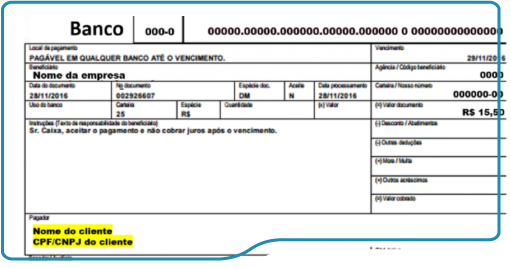 Banco 000-0 00000.00000.000000.00000.000000 0 00000000000000
Local de pagamento Vencimento
PAGÁVEL EM QUALQUER BANCO ATÉ O VENCIMENTO. 29/11/2016
Beneficiário Agência / Código beneficiário
Nome da empresa 0000
Data do documento No documento Espécie doc. Aceite Data processamento Carteira / Nosso número
28/11/2016 002926607 DM N 28/11/2016 000000-00
Uso do banco Carteira Espécie Quantidade (x) Valor (=) Valor documento
25 R$ R$ 15,50
Instruções (Texto de responsabilidade do beneficiário) (-) Desconto / Abatimentos
Sr. Caixa, aceitar o pagamento e não cobrar juros após o vencimento.
(-) Outras deduções
(+) Mora / Multa
(+) Outros acréscimos
(=) Valor cobrado
Pagador
Nome do cliente
CPF/CNPJ do cliente